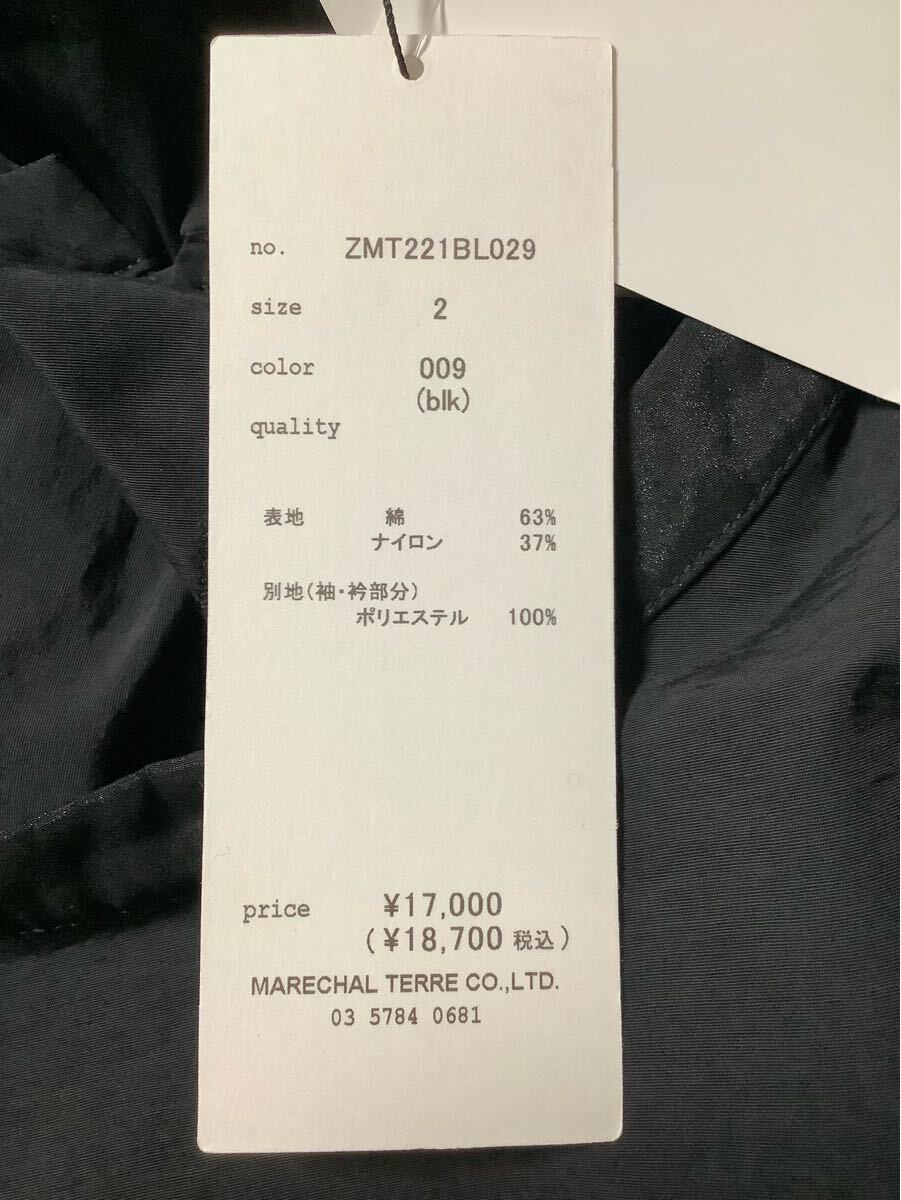 no. ZMT221BL029
size 2
color 009
(blk)
quality
表地 綿 63%
ナイロン 37%
別地(袖・衿部分)
ポリエステル 100%
price ¥17,000
(¥18,700 税込)
MARECHAL TERRE CO.,LTD.
03 5784 0681